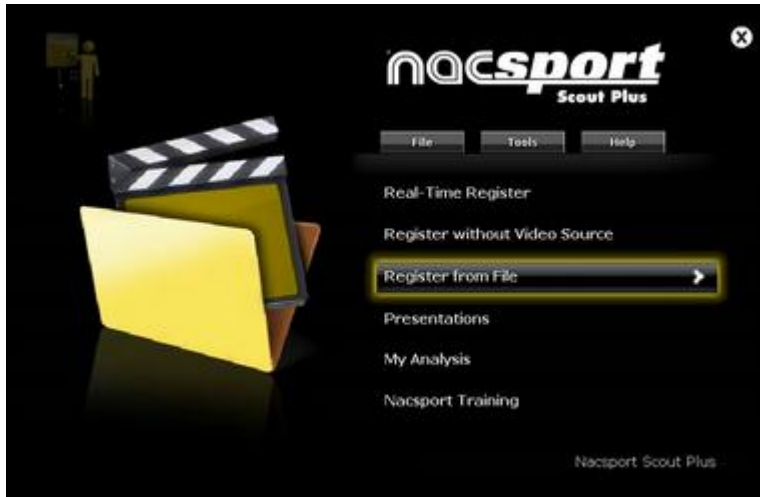 nacsport
Scout Plus
File Tools Help
Real-Time Register
Register without Video Source
Register from File
Presentations
My Analysis
Nacsport Training
Nacsport Scout Plus